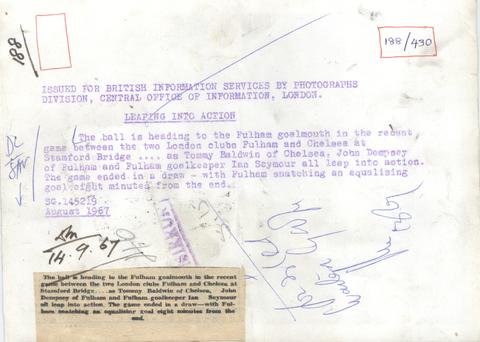 188
188/430
ISSUED FOR BRITISH INFORMATION SERVICES BY PHOTOGRAPHS
DIVISION, CENTRAL OFFICE OF INFORMATION, LONDON.
LEAPING INTO ACTION
The ball is heading to the Fulham goalmouth in the recent
game between the two London clubs Fulham and Chelsea at
Stamford Bridge .... as Tommy Baldwin of Chelsea, John Dempsey
of Fulham and Fulham goalkeeper Ian Seymour all leap into action.
The game ended in a draw - with Fulham snatching an equalising
goal eight minutes from the end.
SG.145219
August 1967
14.9.67
The ball is heading to the Fulham goalmouth in the recent
game between the two London clubs Fulham and Chelsea at
Stamford Bridge....as Tommy Baldwin of Chelsea, John
Dempsey of Fulham and Fulham goalkeeper Ian Seymour
all leap into action. The game ended in a draw—with Ful-
ham snatching an equalising goal eight minutes from the
end.